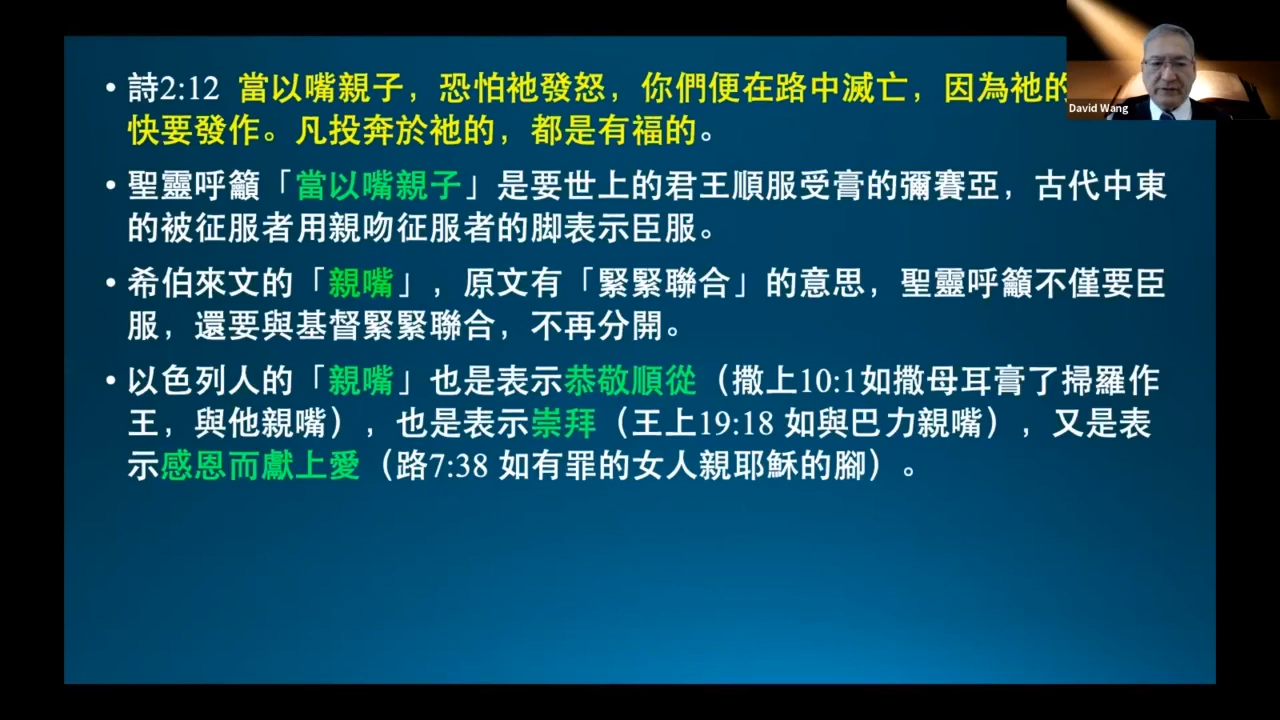 • 詩2:12 當以嘴親子，恐怕祂發怒，你們便在路中滅亡，因為祂的
快要發作。凡投奔於祂的，都是有福的。
David Wang
• 聖靈呼籲「當以嘴親子」是要世上的君王順服受膏的彌賽亞，古代中東
的被征服者用親吻征服者的脚表示臣服。
• 希伯來文的「親嘴」，原文有「緊緊聯合」的意思，聖靈呼籲不僅要臣
服，還要與基督緊緊聯合，不再分開。
• 以色列人的「親嘴」也是表示恭敬順從（撒上10:1如撒母耳膏了掃羅作
王，與他親嘴），也是表示崇拜（王上19:18 如與巴力親嘴），又是表
示感恩而獻上愛（路7:38 如有罪的女人親耶穌的腳）。